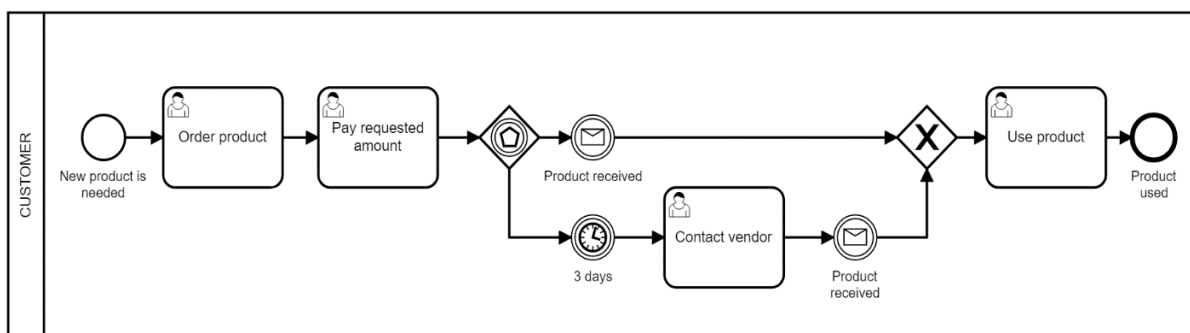 CUSTOMER
New product is
needed
Order product
Pay requested
amount
Product received
3 days
Contact vendor
Product
received
X
Use product
Product
used